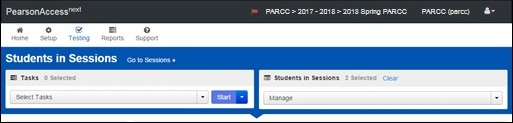 PearsonAccess next PARCC > 2017 - 2018 > 2018 Spring PARCC PARCC (parcc)
Home Setup Testing Reports Support
Students in Sessions Go to Sessions »
Tasks 0 Selected Students in Sessions 2 Selected Clear
Select Tasks Start Manage